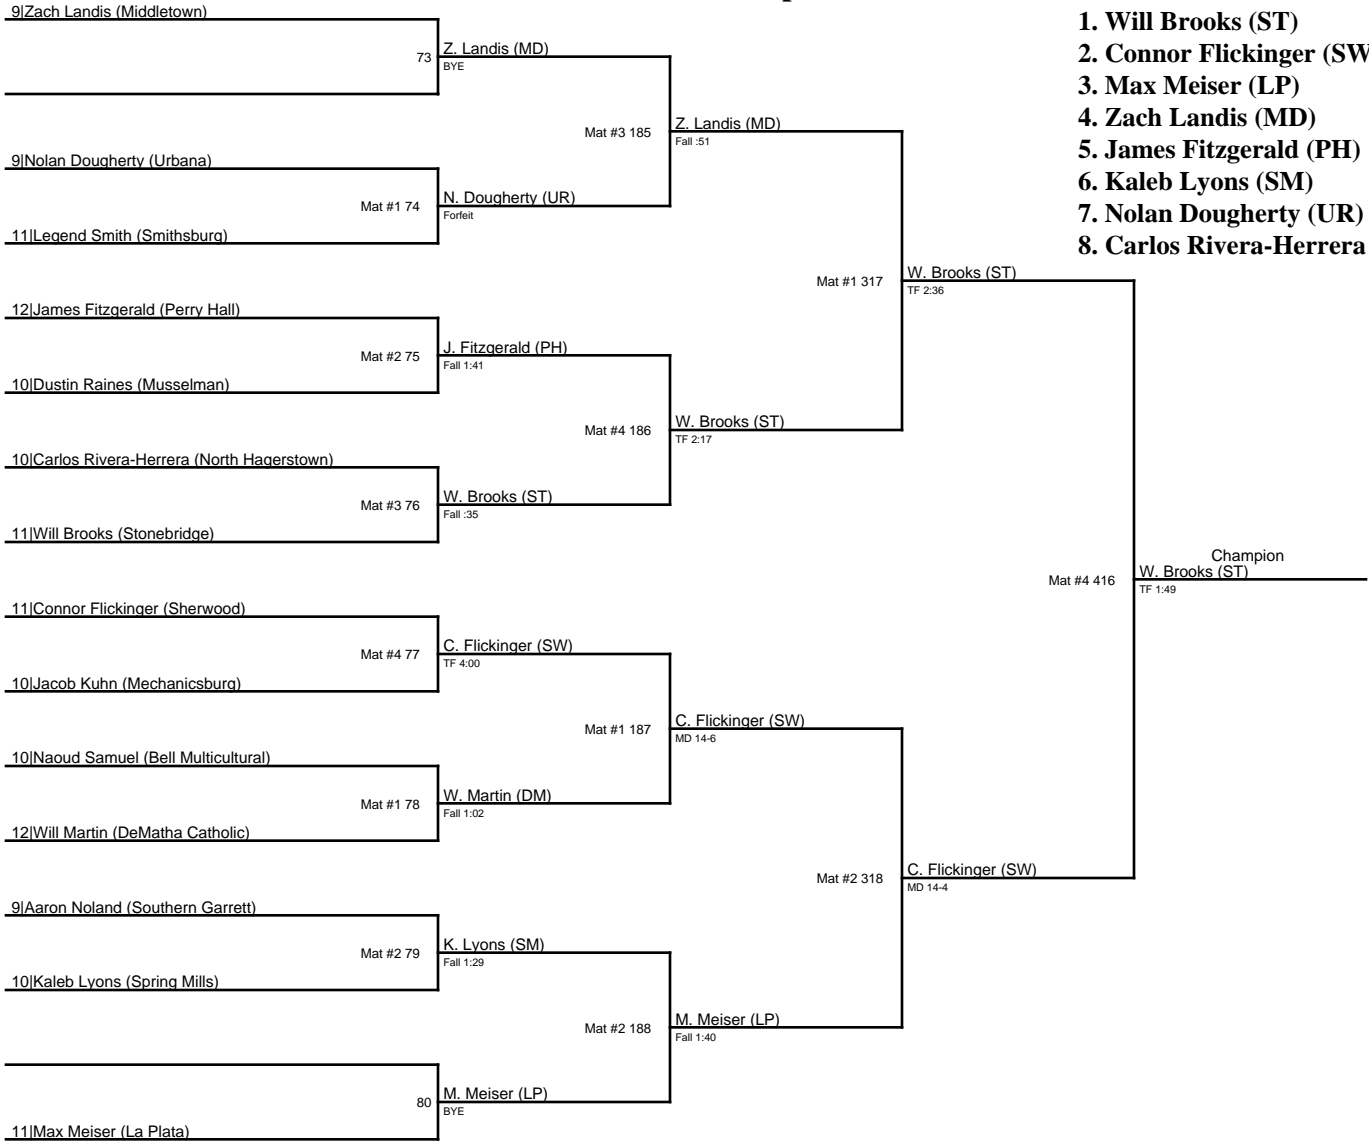 9|Zach Landis (Middletown)
73
Z. Landis (MD)
BYE
Mat #3 185
Z. Landis (MD)
Fall :51
9|Nolan Dougherty (Urbana)
Mat #1 74
N. Dougherty (UR)
Forfeit
11|Legend Smith (Smithsburg)
Mat #1 317
W. Brooks (ST)
TF 2:36
12|James Fitzgerald (Perry Hall)
Mat #2 75
J. Fitzgerald (PH)
Fall 1:41
10|Dustin Raines (Musselman)
Mat #4 186
W. Brooks (ST)
TF 2:17
10|Carlos Rivera-Herrera (North Hagerstown)
Mat #3 76
W. Brooks (ST)
Fall :35
11|Will Brooks (Stonebridge)
Mat #4 416
Champion
W. Brooks (ST)
TF 1:49
11|Connor Flickinger (Sherwood)
Mat #4 77
C. Flickinger (SW)
TF 4:00
10|Jacob Kuhn (Mechanicsburg)
Mat #1 187
C. Flickinger (SW)
MD 14-6
10|Naoud Samuel (Bell Multicultural)
Mat #1 78
W. Martin (DM)
Fall 1:02
12|Will Martin (DeMatha Catholic)
Mat #2 318
C. Flickinger (SW)
MD 14-4
9|Aaron Noland (Southern Garrett)
Mat #2 79
K. Lyons (SM)
Fall 1:29
10|Kaleb Lyons (Spring Mills)
Mat #2 188
M. Meiser (LP)
Fall 1:40
80
M. Meiser (LP)
BYE
11|Max Meiser (La Plata)
1. Will Brooks (ST)
2. Connor Flickinger (SW
3. Max Meiser (LP)
4. Zach Landis (MD)
5. James Fitzgerald (PH)
6. Kaleb Lyons (SM)
7. Nolan Dougherty (UR)
8. Carlos Rivera-Herrera